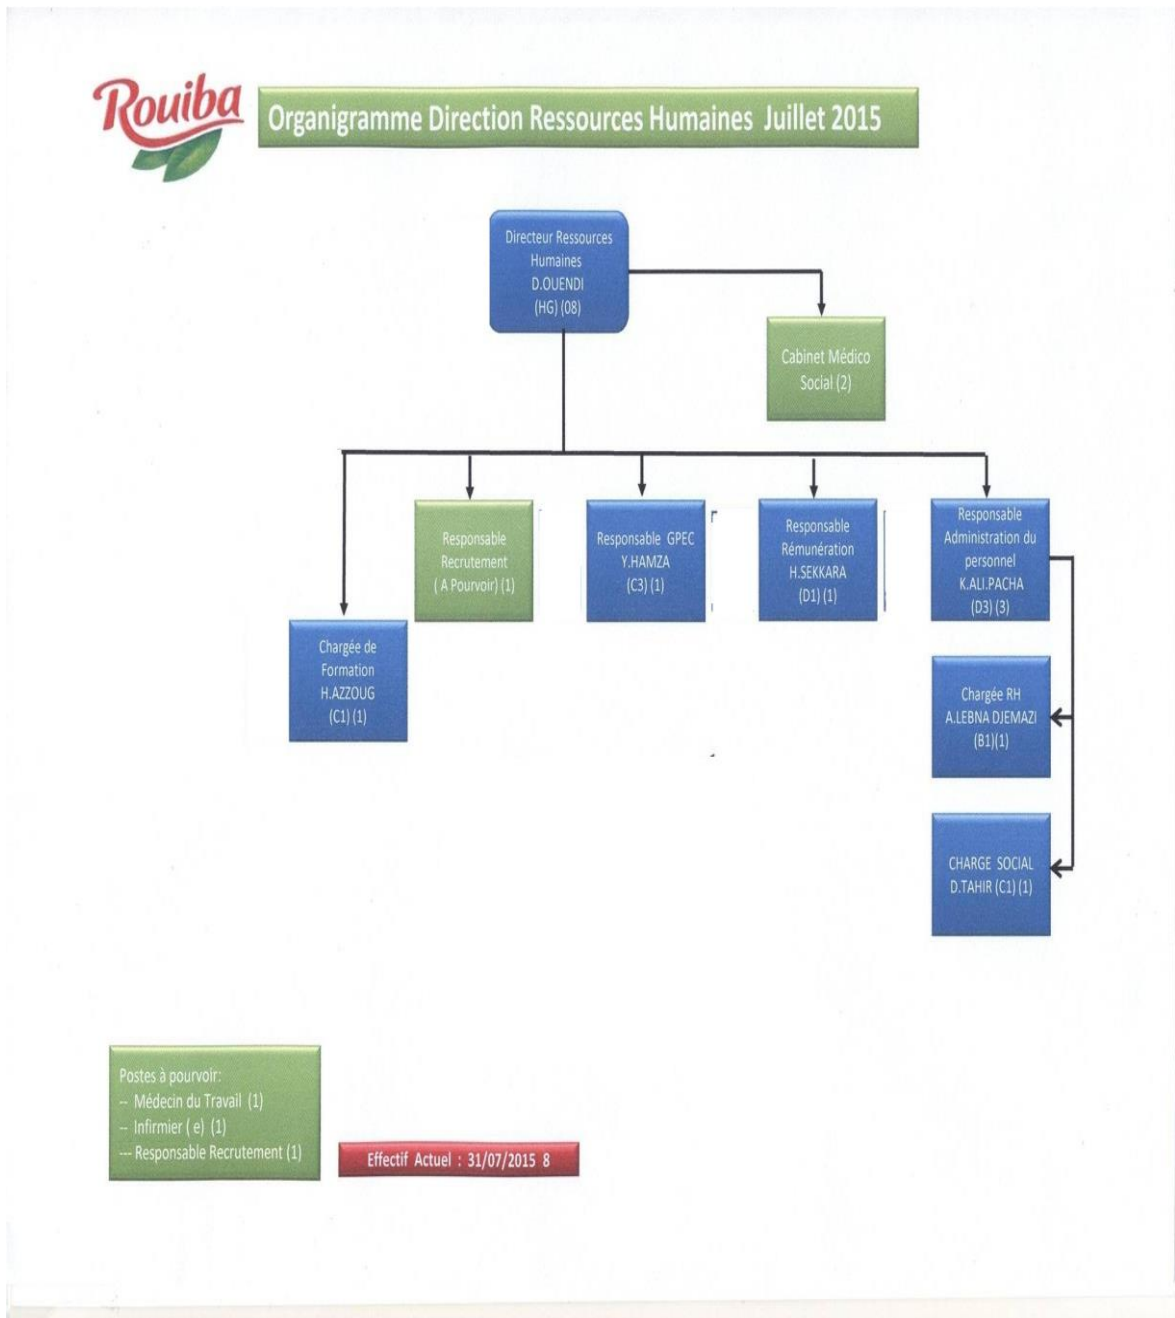 Rouiba
Organigramme Direction Ressources Humaines Juillet 2015
Directeur Ressources
Humaines
D.OUENDI
(HG) (08)
Cabinet Médico
Social (2)
Chargée de
Formation
H.AZZOUG
(C1) (1)
Responsable
Recrutement
( A Pourvoir) (1)
Responsable GPEC
Y.HAMZA
(C3) (1)
Responsable
Rémunération
H.SEKKARA
(D1) (1)
Responsable
Administration du
personnel
K.ALI.PACHA
(D3) (3)
Chargée RH
A.LEBNA DJEMAZI
(B1)(1)
CHARGE SOCIAL
D.TAHIR (C1) (1)
Postes à pourvoir:
-- Médecin du Travail (1)
-- Infirmier ( e) (1)
--- Responsable Recrutement (1)
Effectif Actuel : 31/07/2015 8